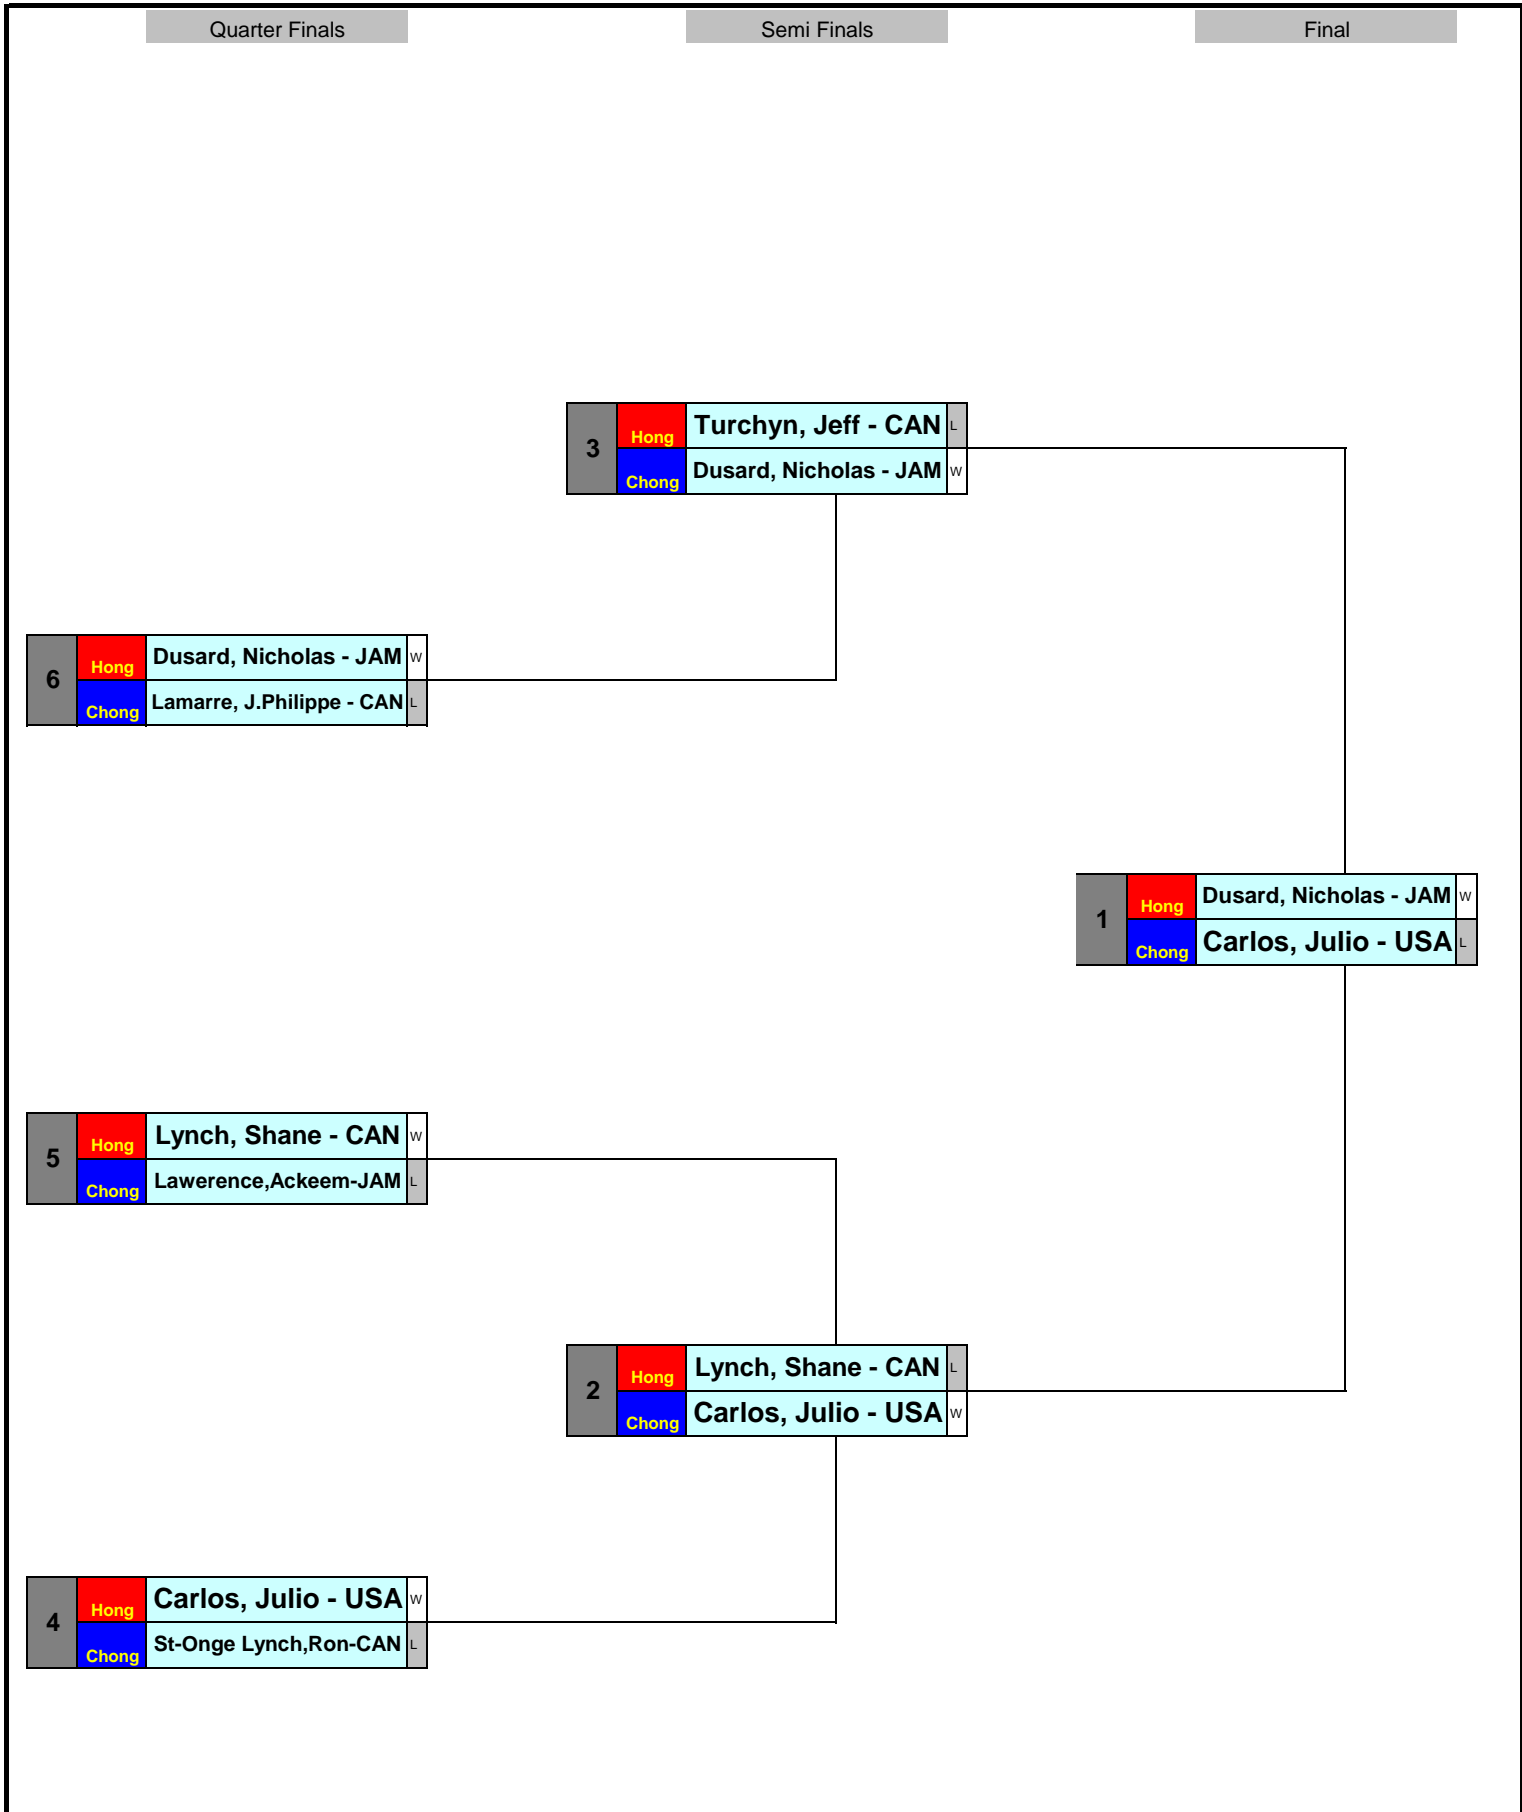 Quarter Finals
Semi Finals
Final
3
Hong
Turchyn, Jeff - CAN
L
Chong
Dusard, Nicholas - JAM
W
6
Hong
Dusard, Nicholas - JAM
W
Chong
Lamarre, J.Philippe - CAN
L
1
Hong
Dusard, Nicholas - JAM
W
Chong
Carlos, Julio - USA
L
5
Hong
Lynch, Shane - CAN
W
Chong
Lawerence,Ackeem-JAM
L
2
Hong
Lynch, Shane - CAN
L
Chong
Carlos, Julio - USA
W
4
Hong
Carlos, Julio - USA
W
Chong
St-Onge Lynch,Ron-CAN
L